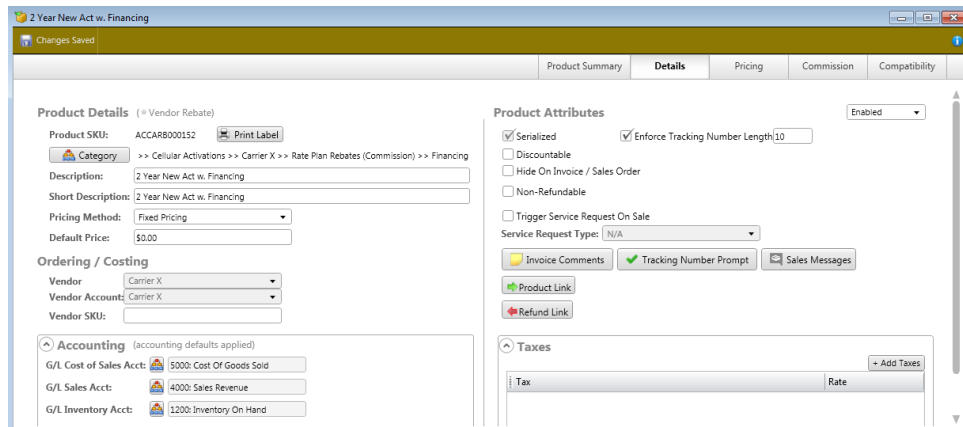 2 Year New Act w. Financing
Changes Saved
Product Summary Details Pricing Commission Compatibility
Product Details (* Vendor Rebate)
Product SKU: ACCARB000152 Print Label
Category >> Cellular Activations >> Carrier X >> Rate Plan Rebates (Commission) >> Financing
Description: 2 Year New Act w. Financing
Short Description: 2 Year New Act w. Financing
Pricing Method: Fixed Pricing
Default Price: $0.00
Ordering / Costing
Vendor Carrier X
Vendor Account: Carrier X
Vendor SKU:
Accounting (accounting defaults applied)
G/L Cost of Sales Acct: 5000: Cost Of Goods Sold
G/L Sales Acct: 4000: Sales Revenue
G/L Inventory Acct: 1200: Inventory On Hand
Product Attributes Enabled
Serialized Enforce Tracking Number Length 10
Discountable
Hide On Invoice / Sales Order
Non-Refundable
Trigger Service Request On Sale
Service Request Type: N/A
Invoice Comments Tracking Number Prompt Sales Messages
Product Link
Refund Link
Taxes
+ Add Taxes
Tax Rate